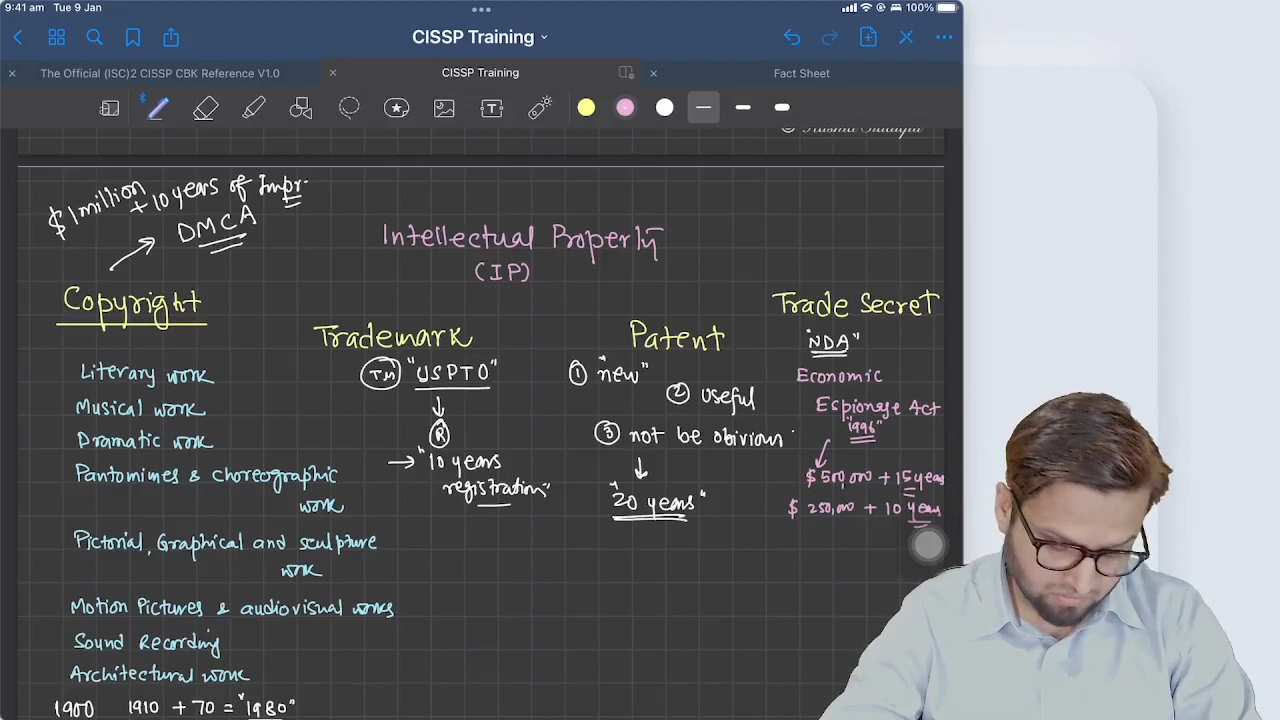 9:41 am Tue 9 Jan
100%
CISSP Training
The Official (ISC)2 CISSP CBK Reference V1.0
CISSP Training
Fact Sheet
$1million
+ 10 years of Impr.
DMCA
Intellectual Property
(IP)
Copyright
Literary work
Musical work
Dramatic work
Pantomimes & choreographic
work
Pictorial, Graphical and sculpture
work
Motion Pictures & audiovisual works
Sound Recording
Architectural work
1900 1910 + 70 = "1980"
Trademark
TM "USPTO"
R
"10 years
registration"
Patent
1 "new"
2 useful
3 not be obivious
"20 years"
Trade Secret
"NDA"
Economic
Espionage Act
"1996"
$ 500,000 + 15 years
$ 250,000 + 10 years